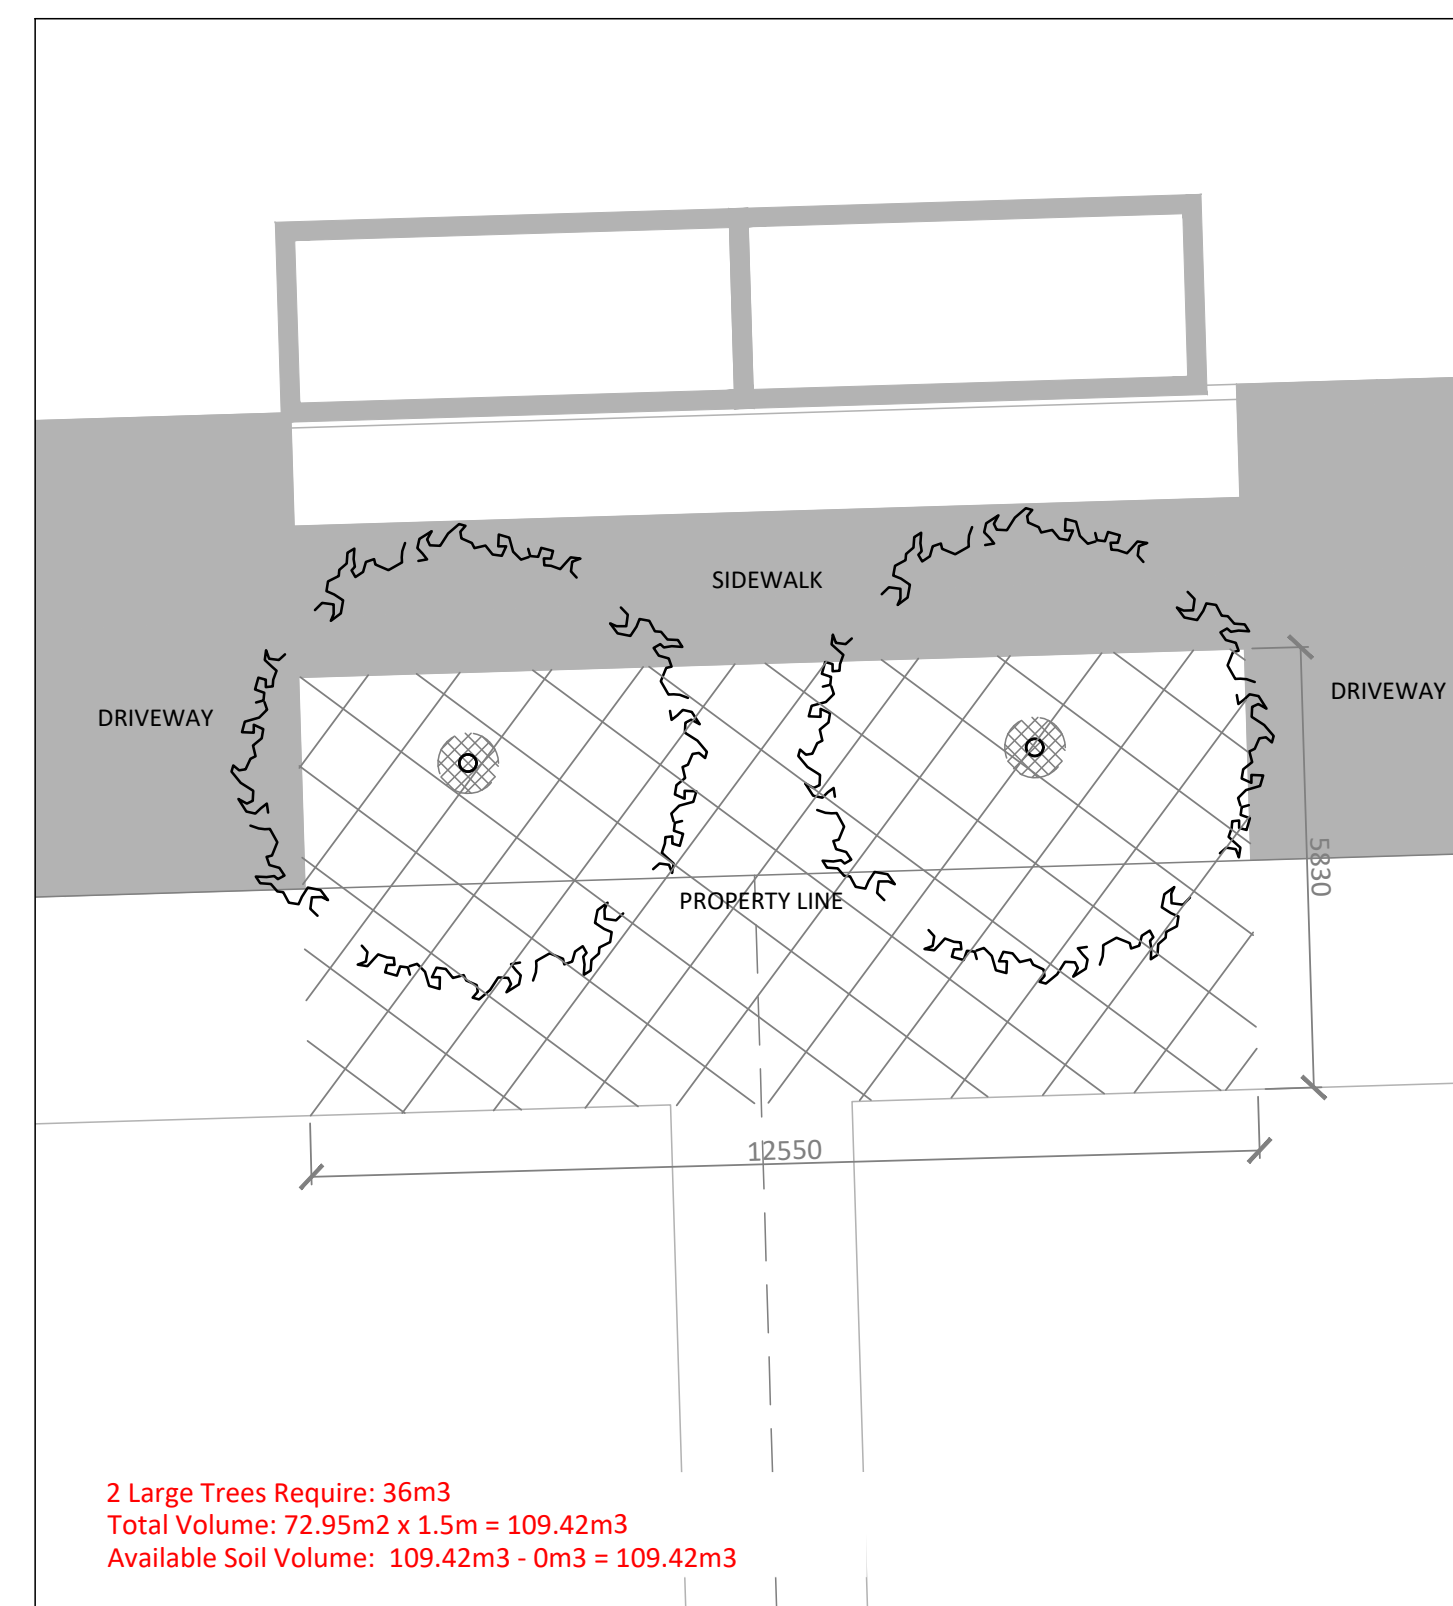 SIDEWALK
DRIVEWAY
DRIVEWAY
5830
PROPERTY LINE
12550
2 Large Trees Require: 36m3
Total Volume: 72.95m2 x 1.5m = 109.42m3
Available Soil Volume: 109.42m3 - 0m3 = 109.42m3